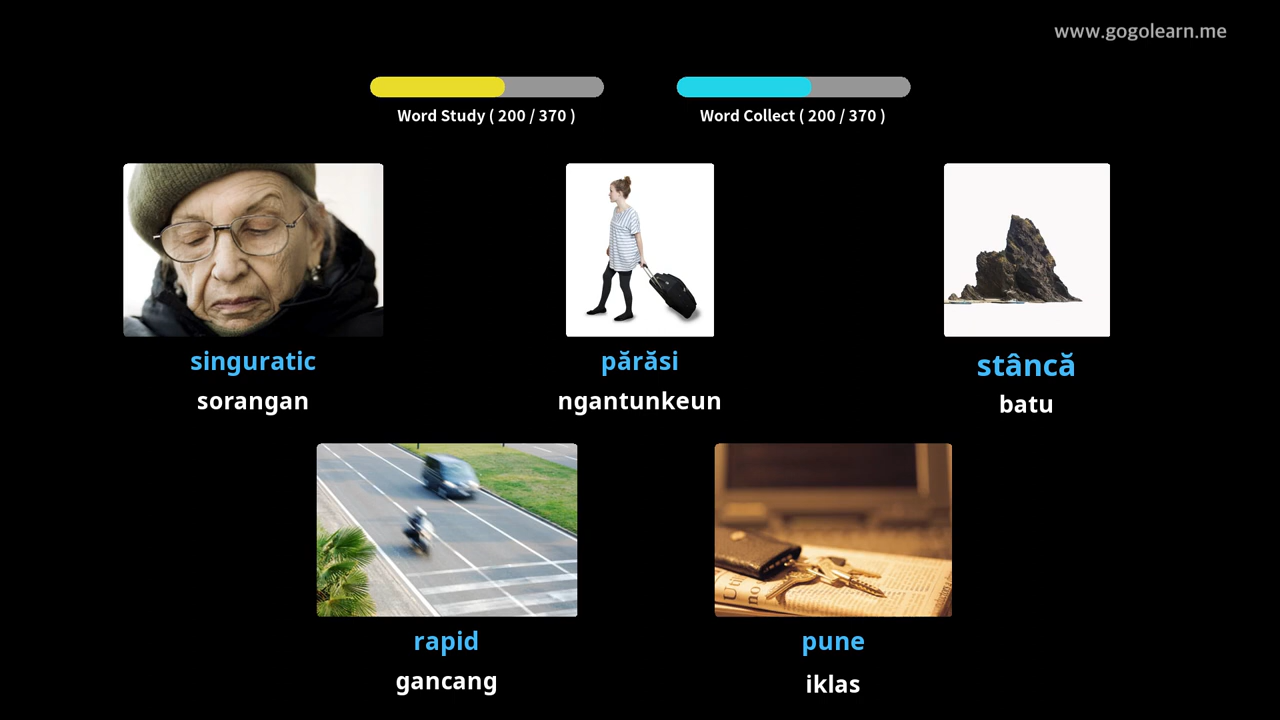 www.gogolearn.me
Word Study ( 200 / 370 )
Word Collect ( 200 / 370 )
singuratic
sorangan
părăsi
ngantunkeun
stâncă
batu
rapid
gancang
pune
iklas